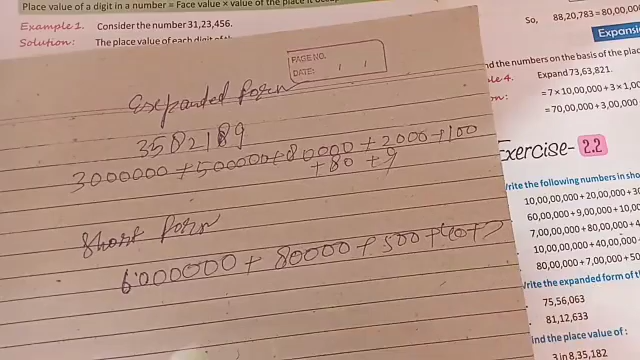 Place value of a digit in a number = Face value × value of the place it occup
Example 1. Consider the number 31,23,456.
Solution: The place value of each digit of th
PAGE NO.
DATE: / /
Expanded form
3582189
3000000 + 500000 + 80000 + 2000 + 100
+ 80 + 9
Short form
6000000 + 80000 + 500 + 40 + 7
So, 88,20,783 = 80,00,00
Expansi
nd the numbers on the basis of the place
le 4. Expand 73,63,821.
on: = 7 × 10,00,000 + 3 × 1,00
= 70,00,000 + 3,00,000
Exercise- 2.2
Write the following numbers in sho
10,00,00,000 + 20,00,000 + 30
60,00,000 + 9,00,000 + 10,00
7,00,00,000 + 80,00,000 + 4
10,00,00,000 + 40,00,000
80,00,000 + 7,00,000 + 50
Write the expanded form of the
75,56,063
81,12,633
ind the place value of:
3 in 8,35,182